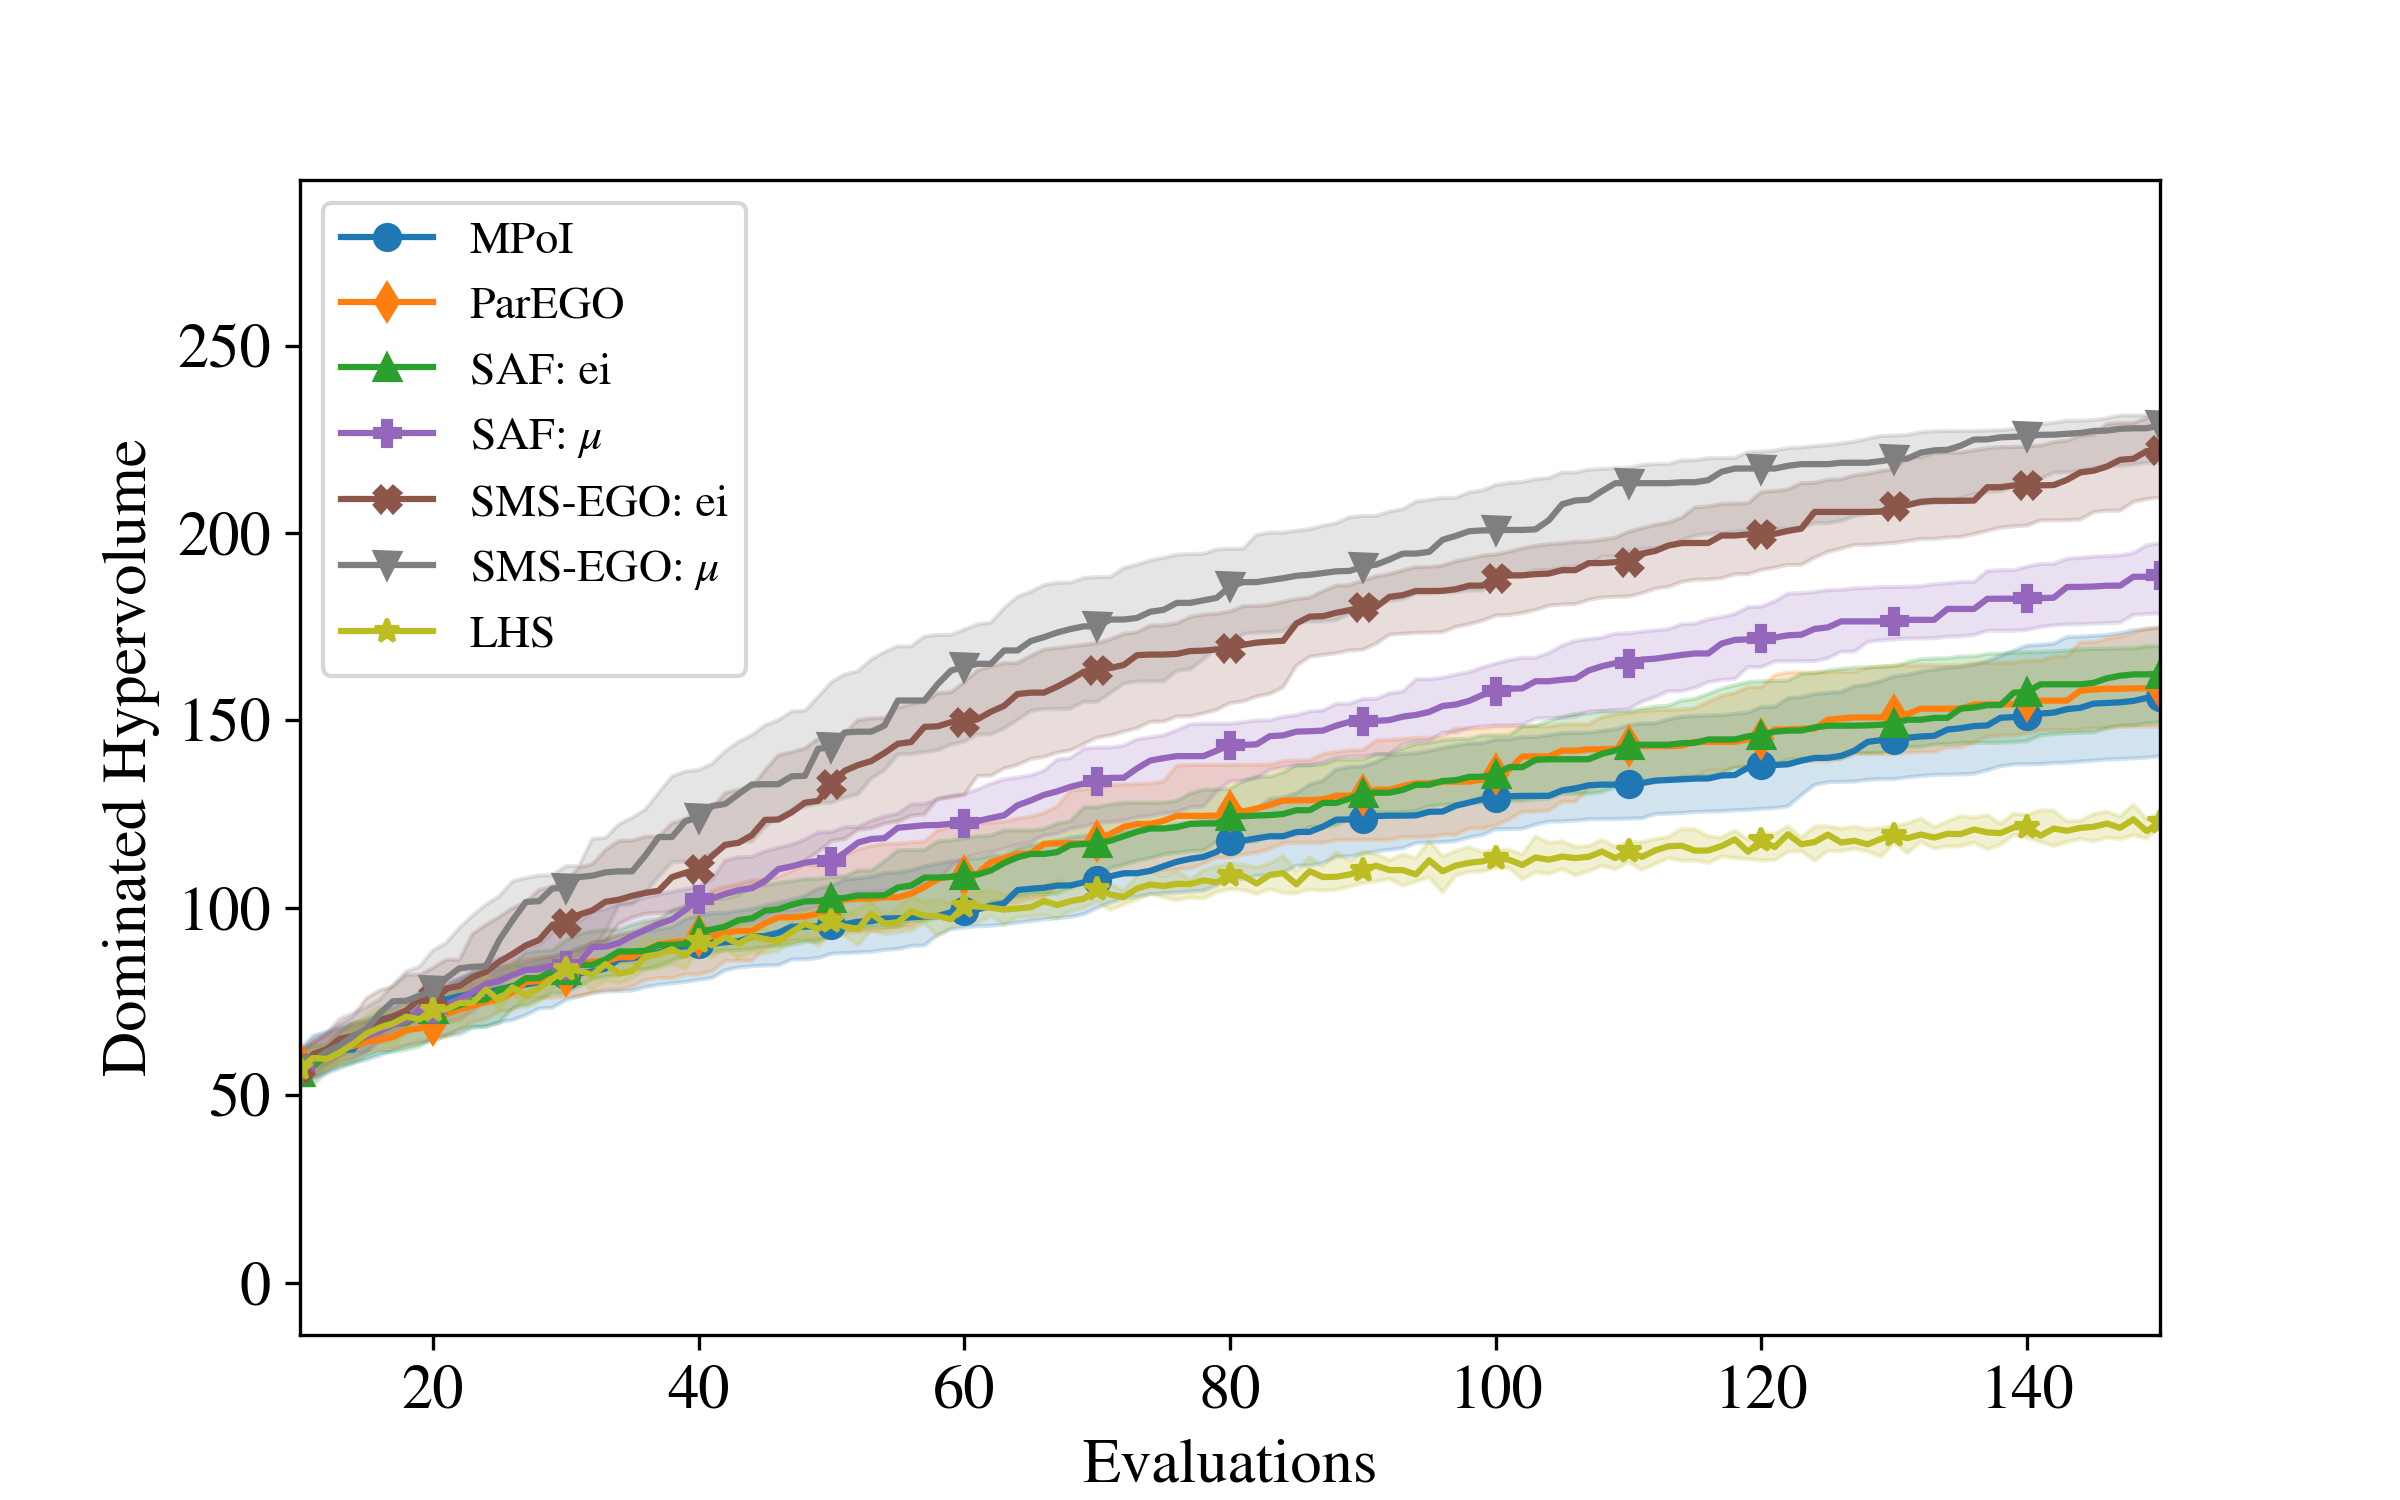 MPoI
ParEGO
SAF: ei
SAF: μ
SMS-EGO: ei
SMS-EGO: μ
LHS
250
200
150
100
50
0
Dominated Hypervolume
20 40 60 80 100 120 140
Evaluations